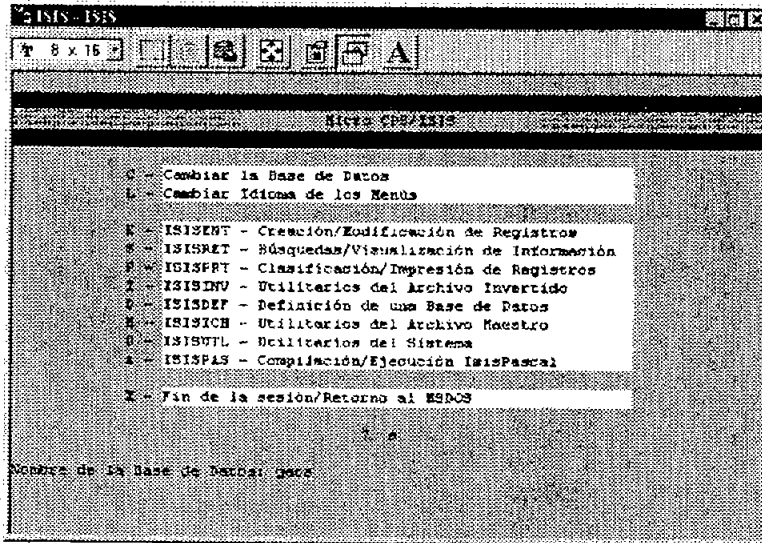 ISIS - ISIS
8 x 16
A
Micro CDS/ISIS
C - Cambiar la Base de Datos
L - Cambiar Idioma de los Menús
ISISENT - Creación/Modificación de Registros
ISISRET - Búsquedas/Visualización de Información
ISISPRT - Clasificación/Impresión de Registros
I - ISISINV - Utilitarios del Archivo Invertido
D - ISISDEF - Definición de una Base de Datos
Utilitarios del Archivo Maestro
ISISUTL - Utilitarios del Sistema
A - ISISPAS - Compilación/Ejecución IsisPascal
X - Fin de la sesión/Retorno al MSDOS
?
Nombre de la Base de Datos: